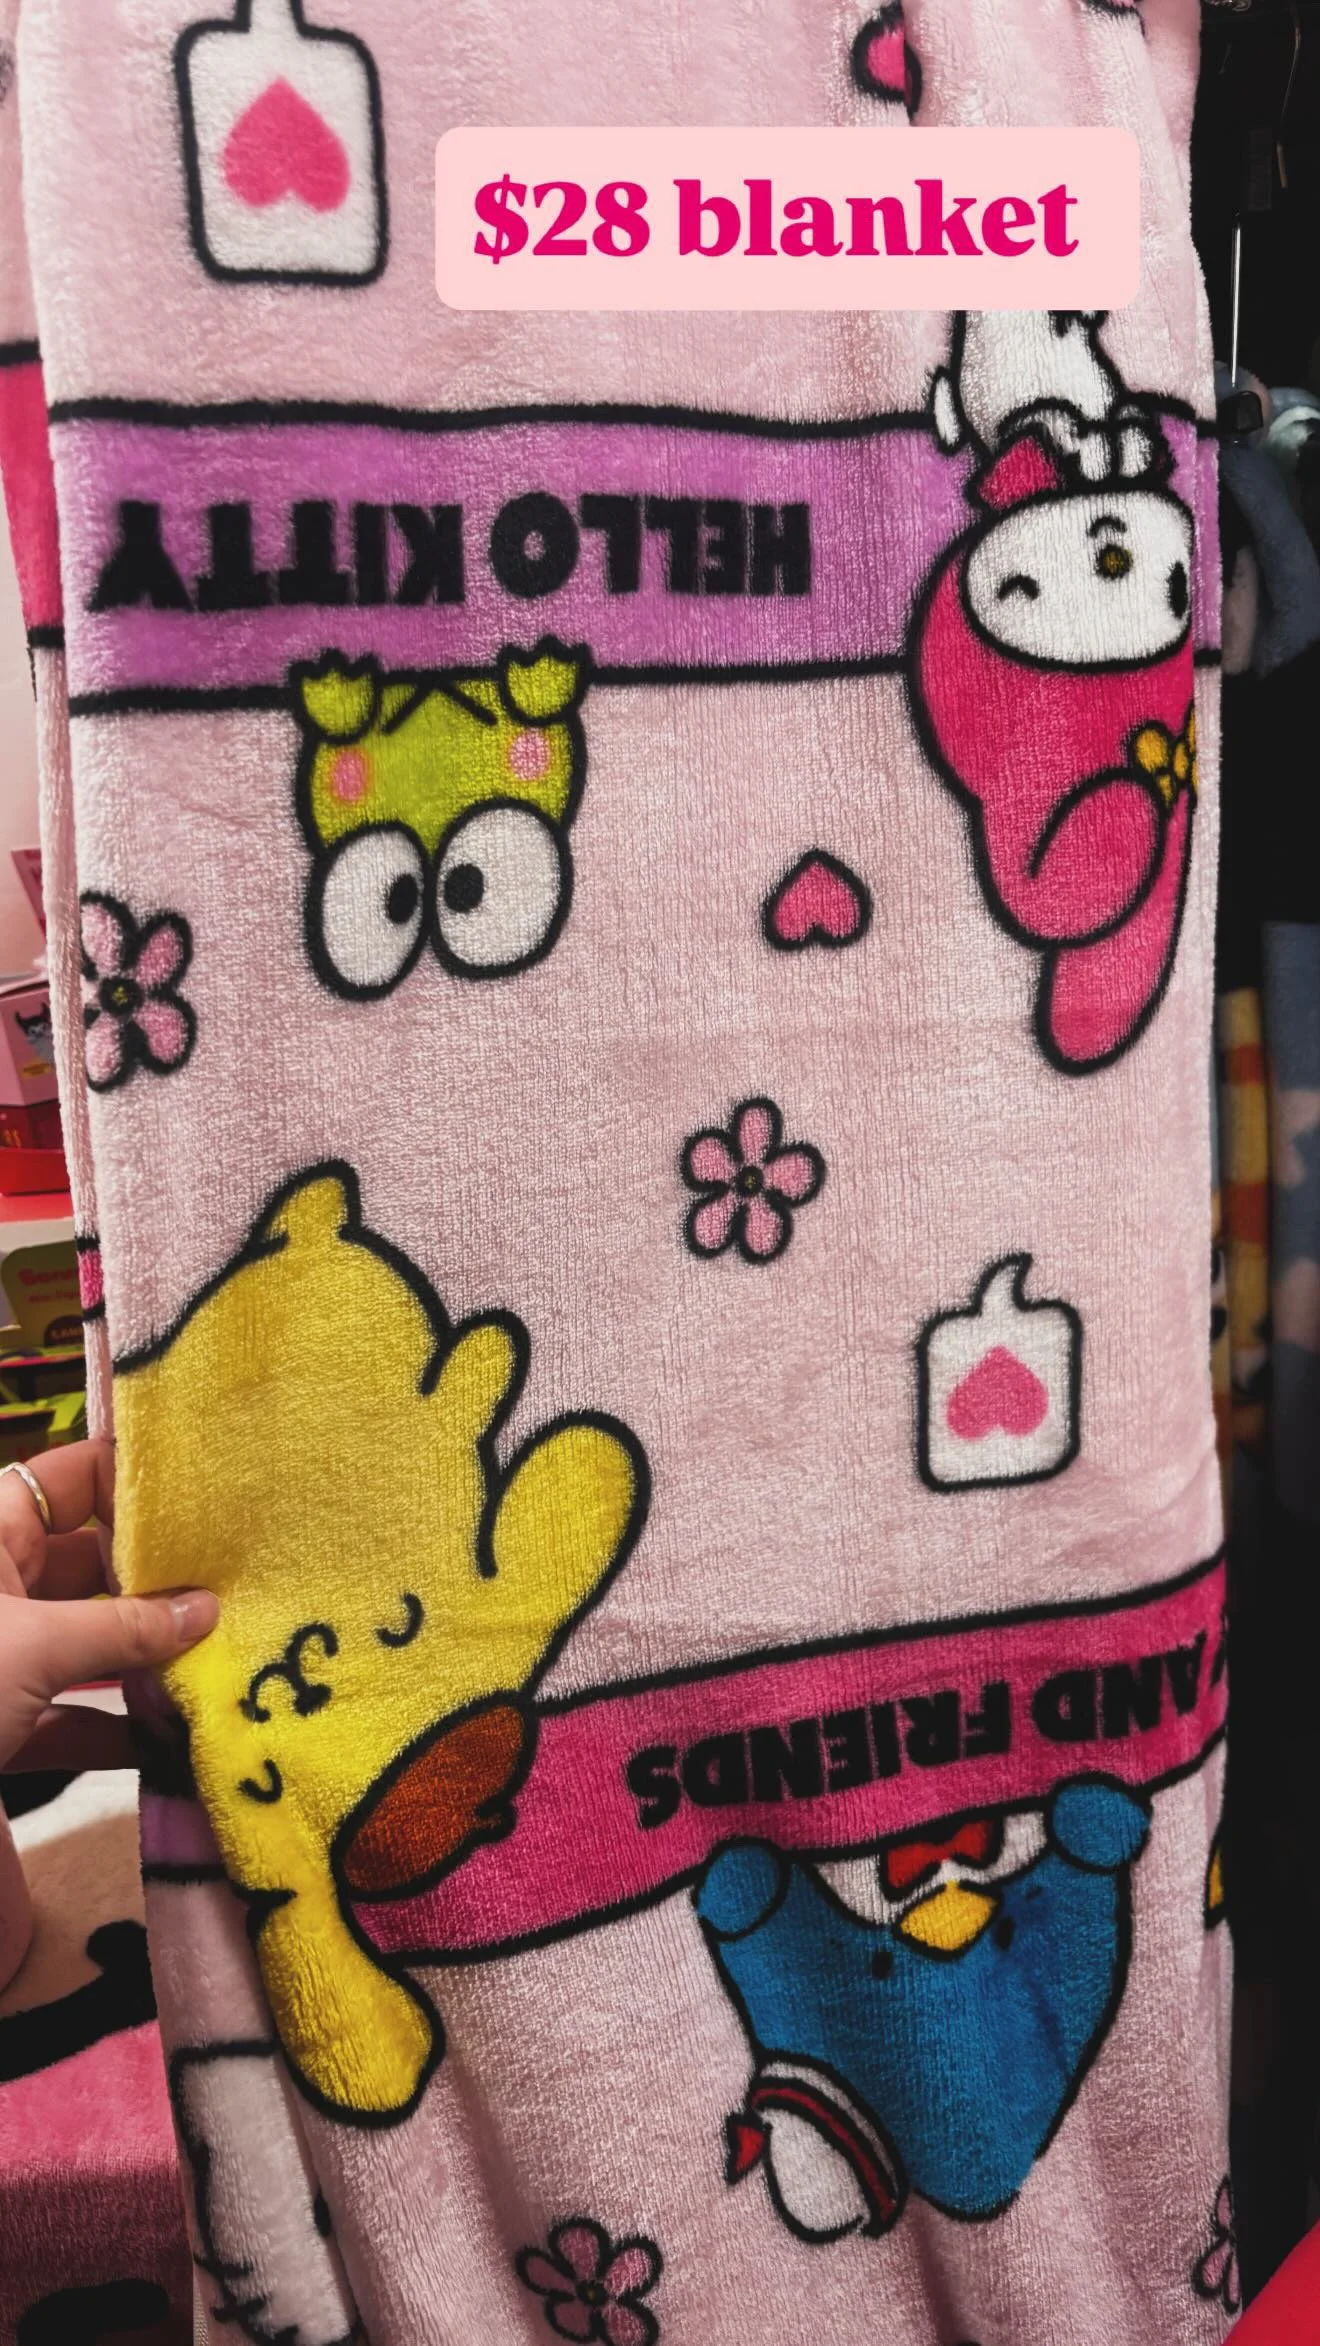 $28 blanket
HELLO KITTY
AND FRIENDS